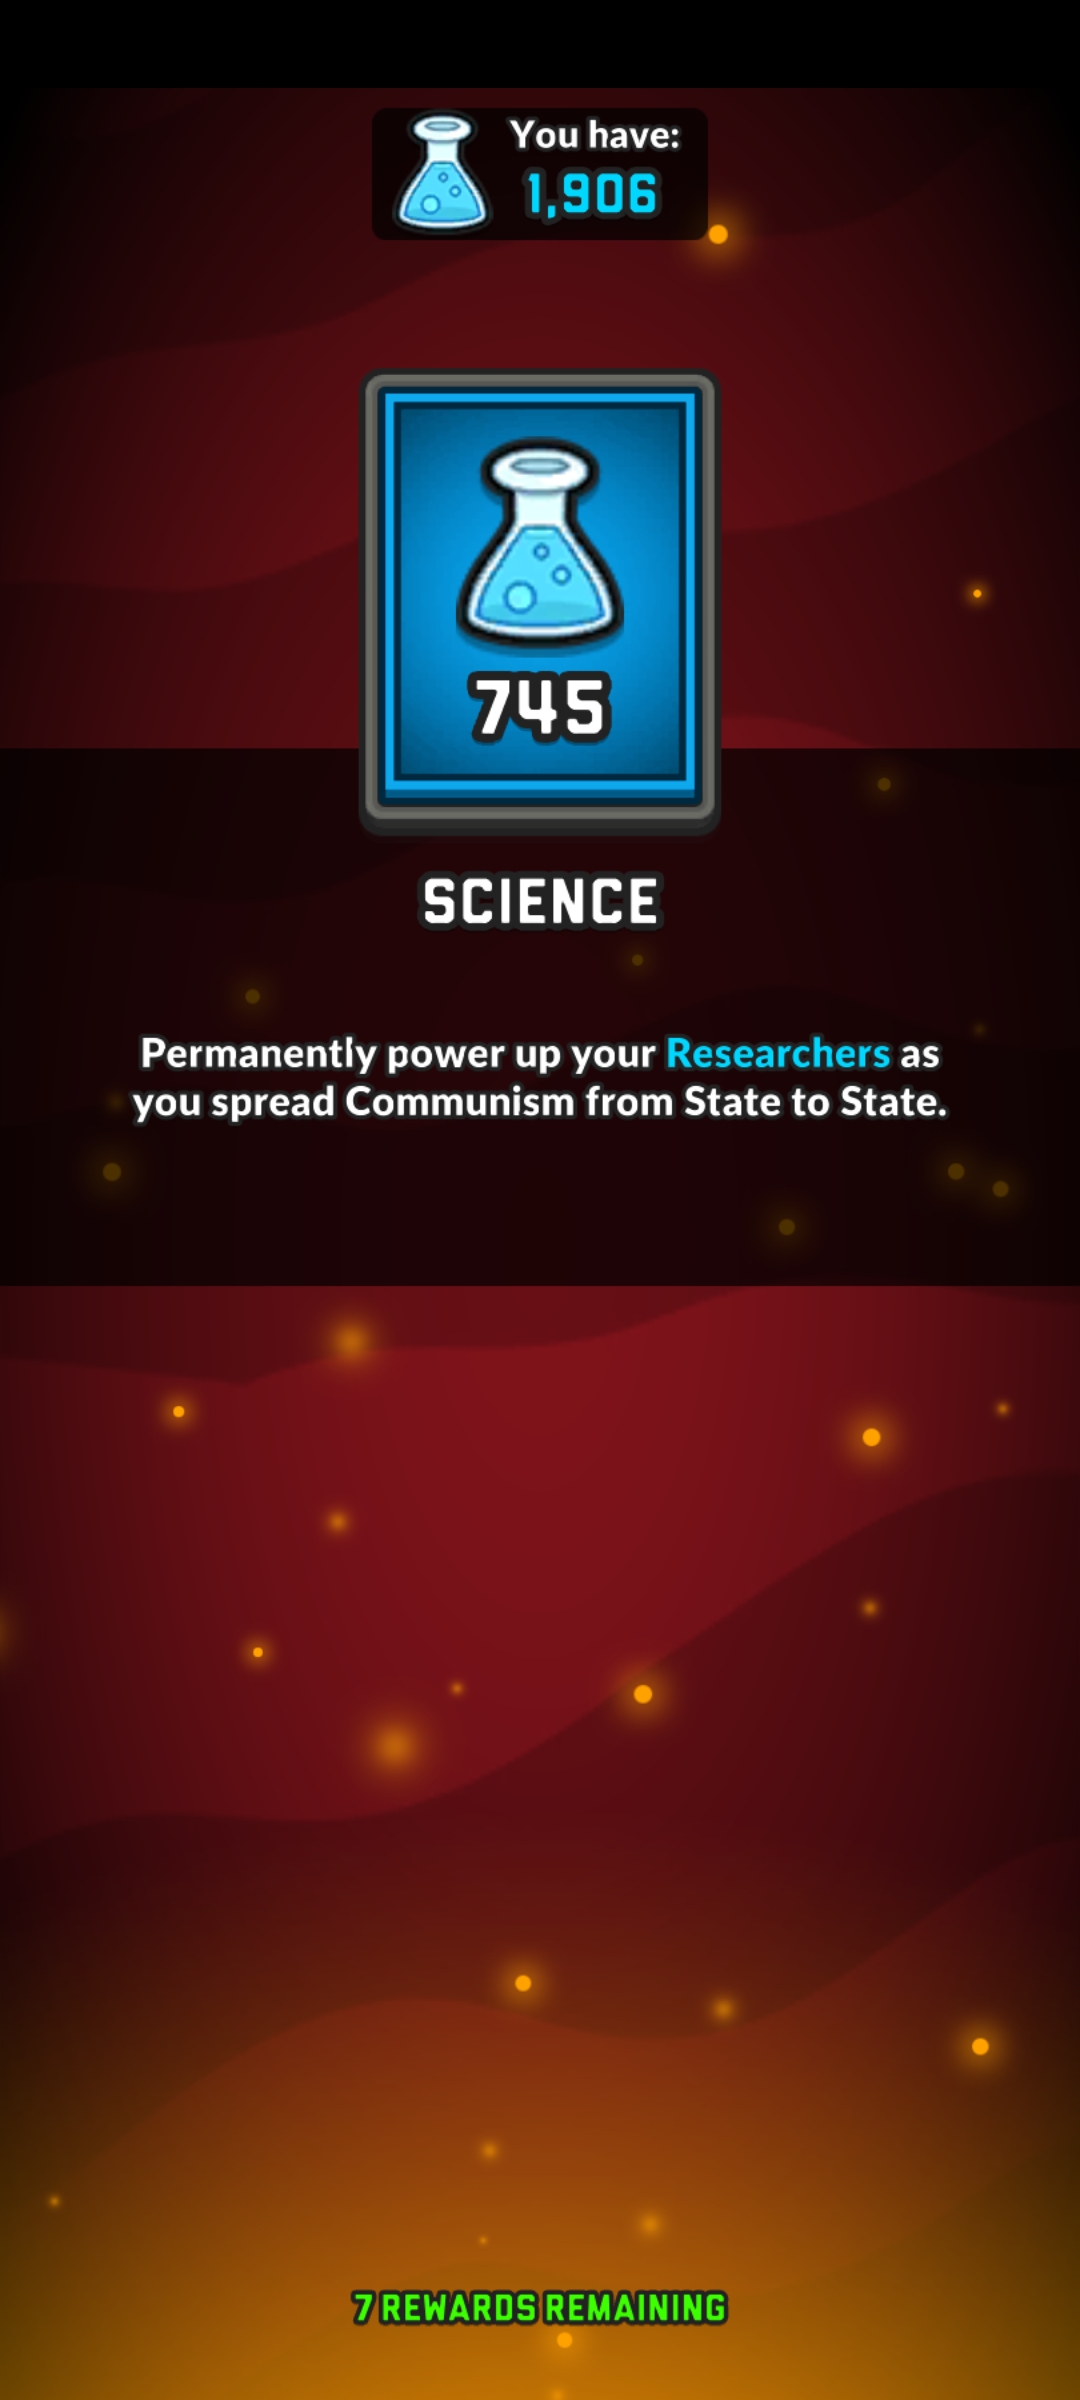 You have:
1,906
745
SCIENCE
Permanently power up your Researchers as
you spread Communism from State to State.
7 REWARDS REMAINING